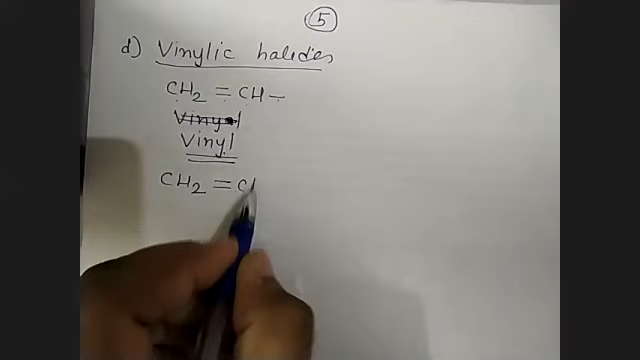 5
d) Vinylic halides
CH2 = CH –
Vinyl
Vinyl
CH2 = C